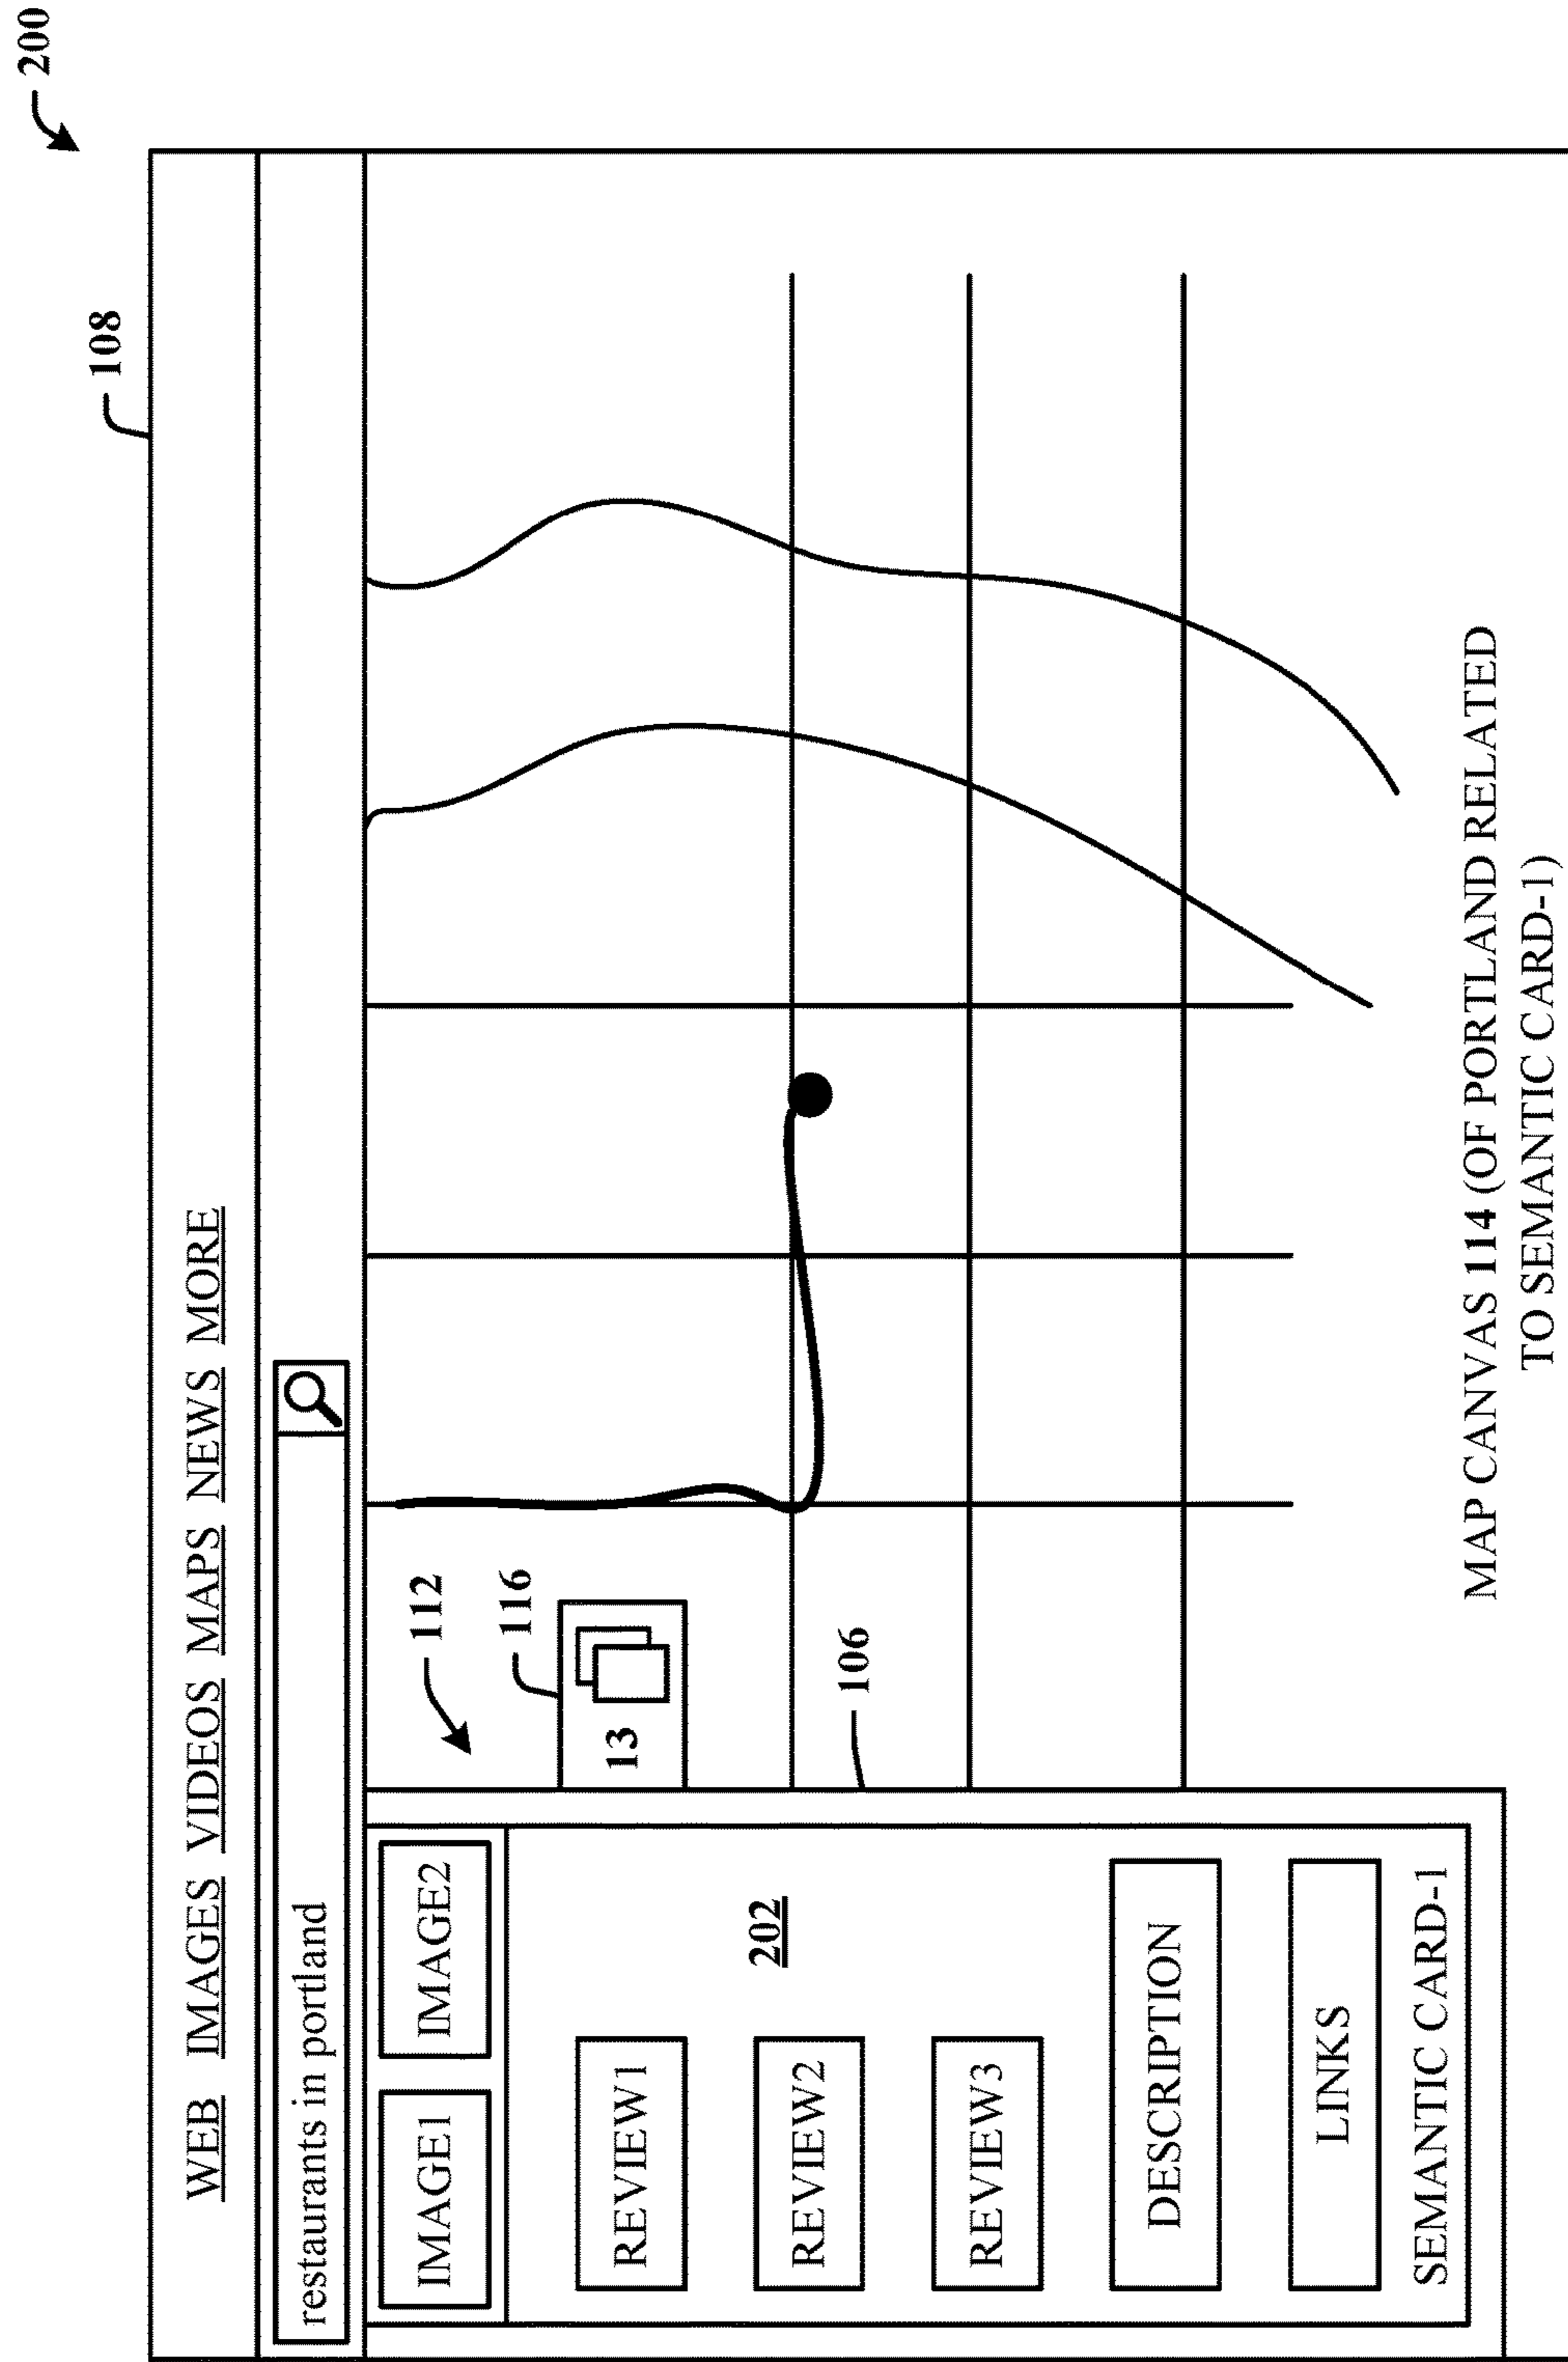 200
108
WEB IMAGES VIDEOS MAPS NEWS MORE
restaurants in portland
IMAGE1 IMAGE2
112
116
13
REVIEW1
202
REVIEW2
106
REVIEW3
DESCRIPTION
LINKS
SEMANTIC CARD-1
MAP CANVAS 114 (OF PORTLAND RELATED
TO SEMANTIC CARD-1)